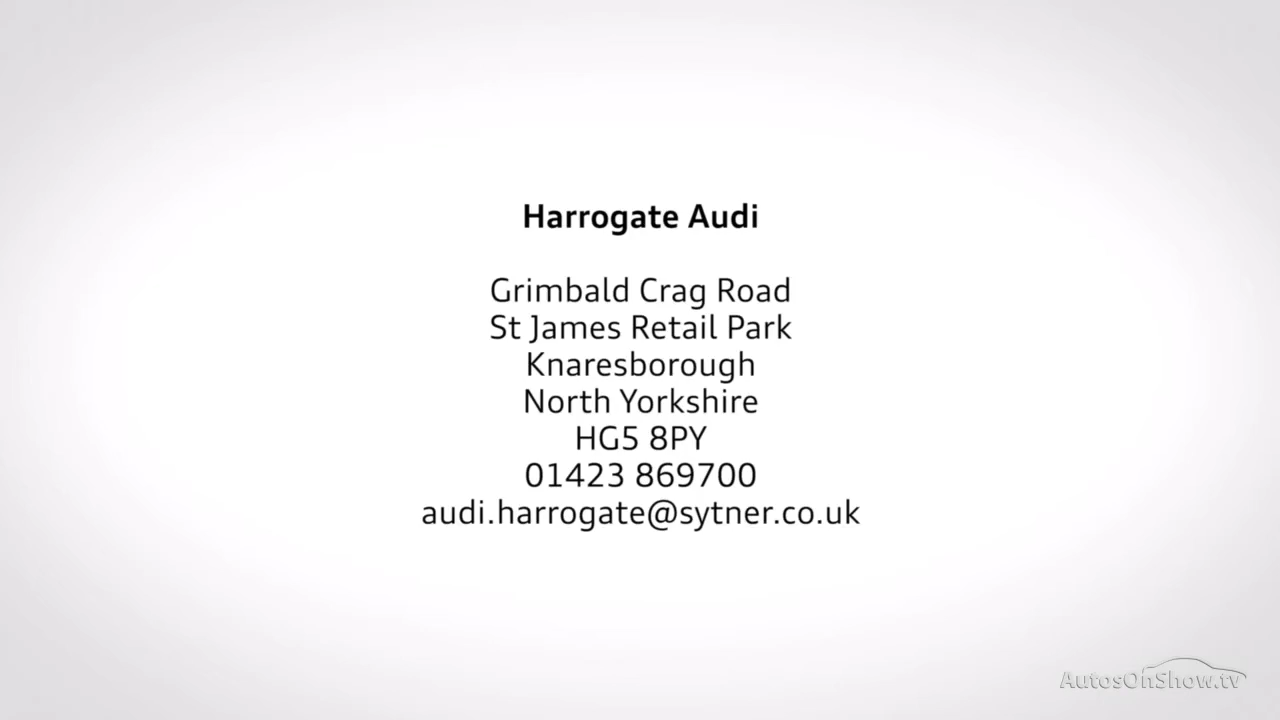 Harrogate Audi
Grimbald Crag Road
St James Retail Park
Knaresborough
North Yorkshire
HG5 8PY
01423 869700
audi.harrogate@sytner.co.uk
AutosOnShow.tv